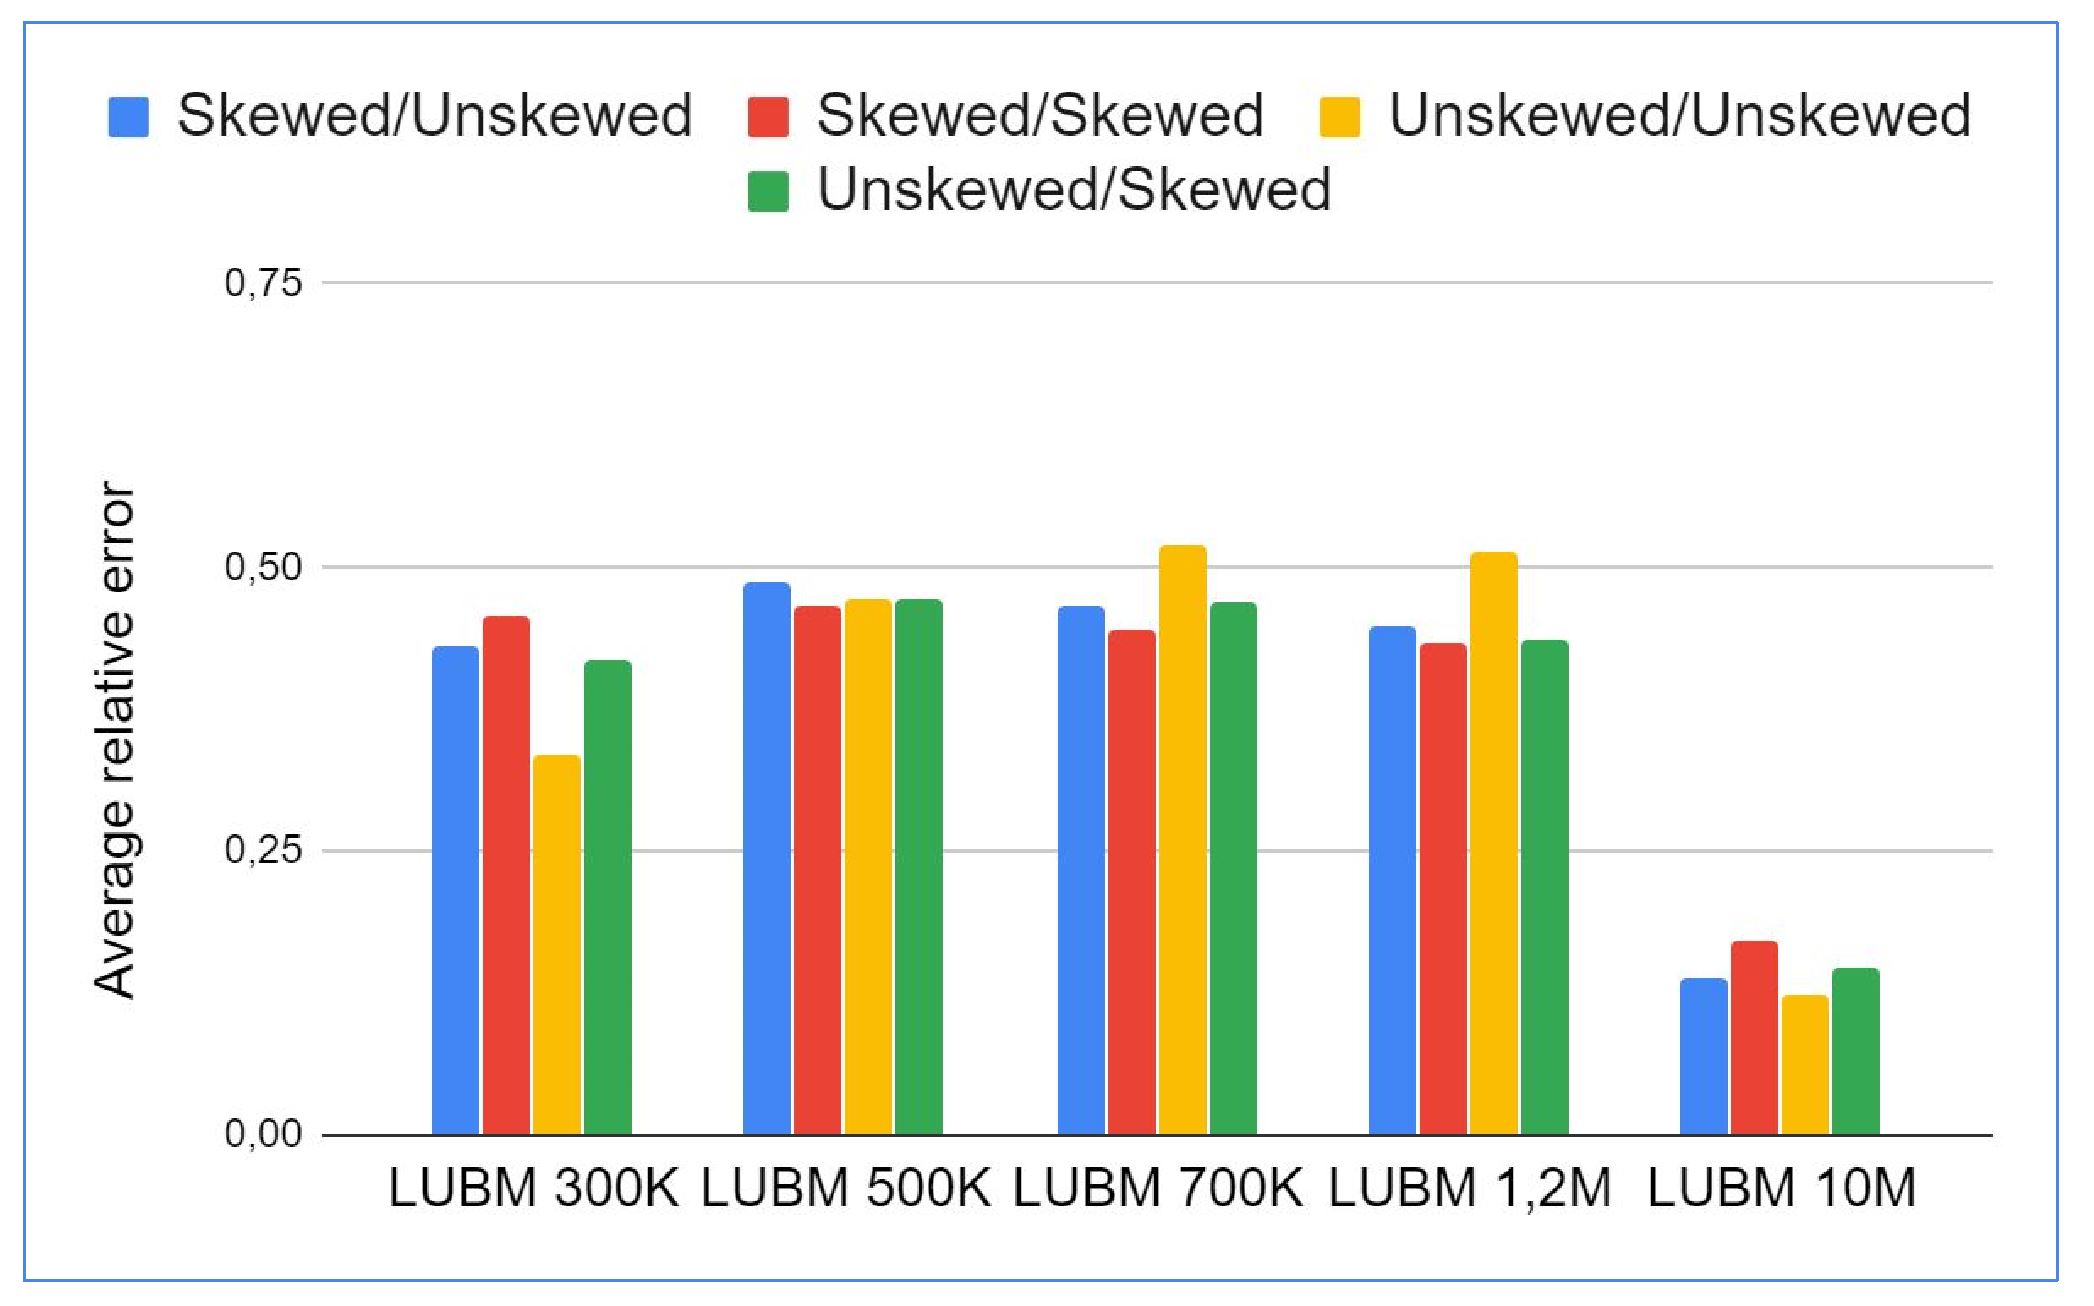 Skewed/Unskewed Skewed/Skewed Unskewed/Unskewed
Unskewed/Skewed
0,75
0,50
0,25
0,00
Average relative error
LUBM 300K LUBM 500K LUBM 700K LUBM 1,2M LUBM 10M